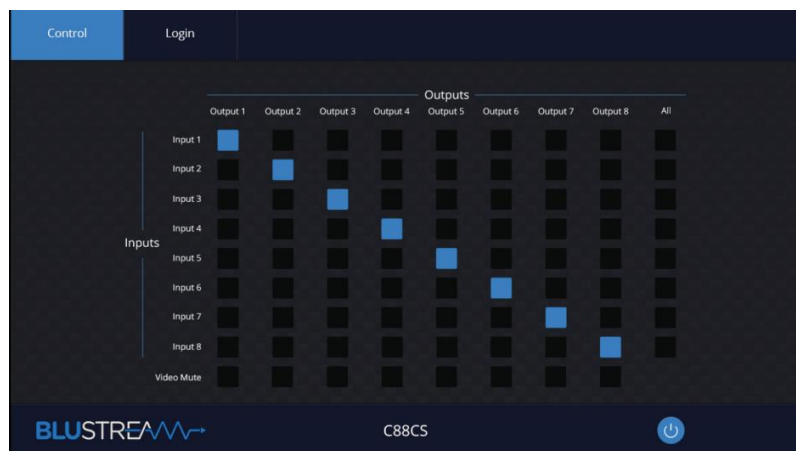 Control Login
Outputs
Output 1 Output 2 Output 3 Output 4 Output 5 Output 6 Output 7 Output 8 All
Input 1
Input 2
Input 3
Input 4
Inputs
Input 5
Input 6
Input 7
Input 8
Video Mute
BLUSTREAM C88CS